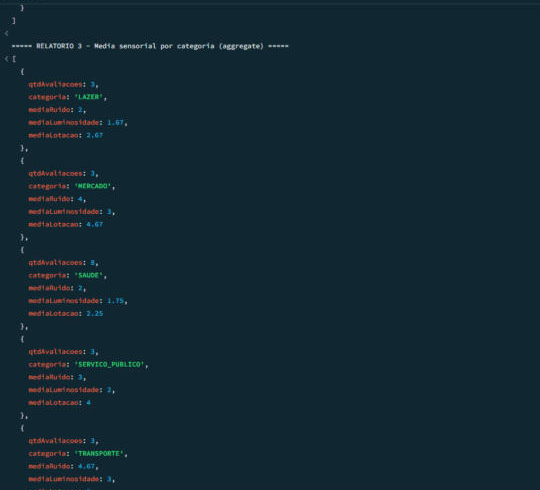 }
]
<
===== RELATORIO 3 - Media sensorial por categoria (aggregate) =====
< [
{
qtdAvaliacoes: 3,
categoria: 'LAZER',
mediaRuido: 2,
mediaLuminosidade: 1.67,
mediaLotacao: 2.67
},
{
qtdAvaliacoes: 3,
categoria: 'MERCADO',
mediaRuido: 4,
mediaLuminosidade: 3,
mediaLotacao: 4.67
},
{
qtdAvaliacoes: 8,
categoria: 'SAUDE',
mediaRuido: 2,
mediaLuminosidade: 1.75,
mediaLotacao: 2.25
},
{
qtdAvaliacoes: 3,
categoria: 'SERVICO_PUBLICO',
mediaRuido: 3,
mediaLuminosidade: 2,
mediaLotacao: 4
},
{
qtdAvaliacoes: 3,
categoria: 'TRANSPORTE',
mediaRuido: 4.67,
mediaLuminosidade: 3,